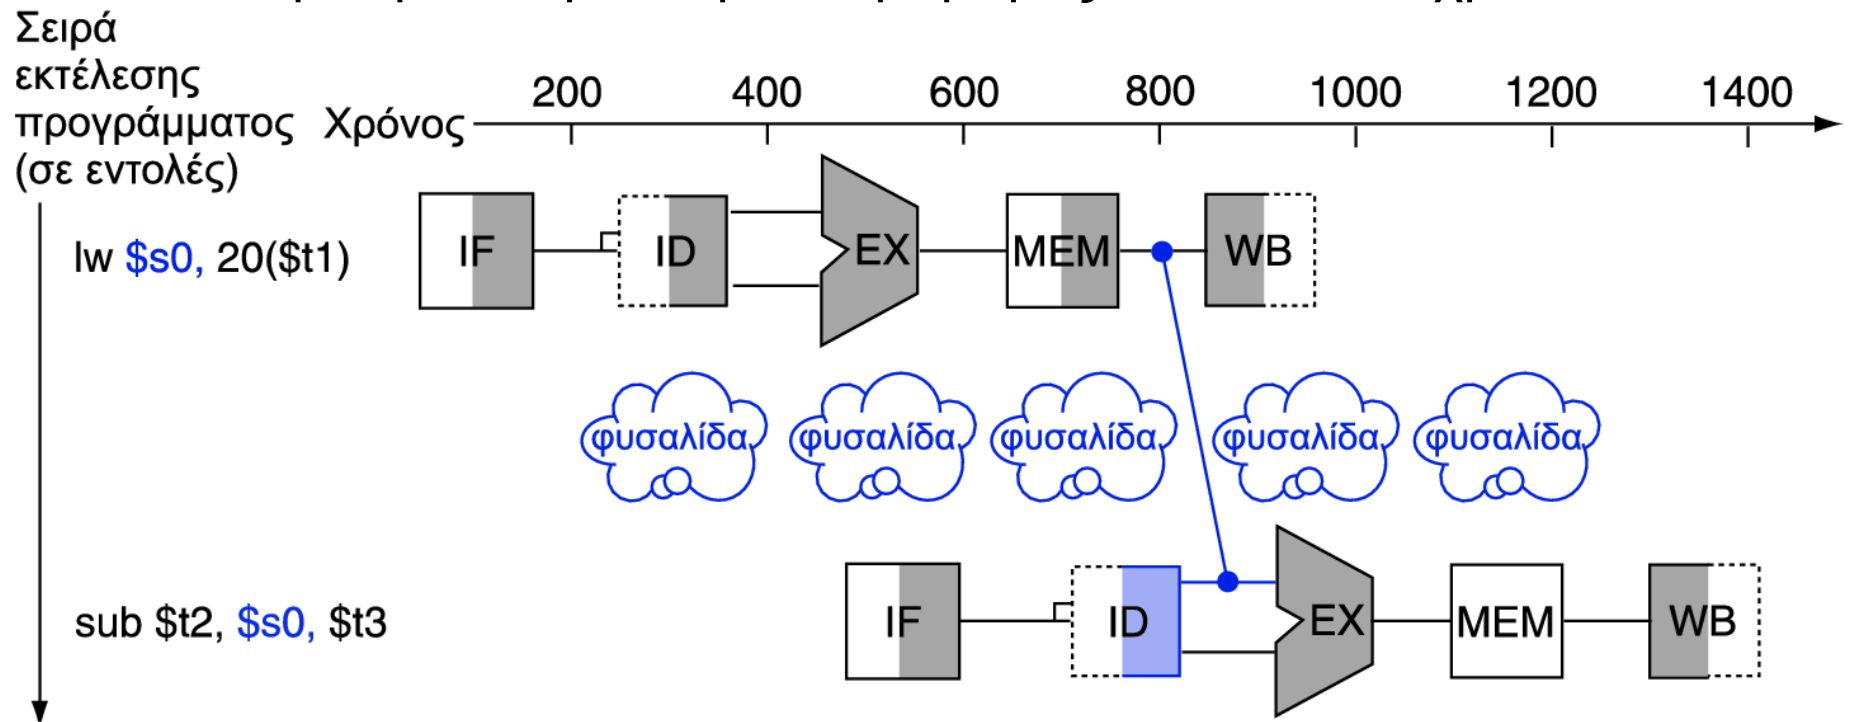 Σειρά
εκτέλεσης
προγράμματος
(σε εντολές)
Χρόνος
200 400 600 800 1000 1200 1400
lw $s0, 20($t1)
IF ID EX MEM WB
φυσαλίδα φυσαλίδα φυσαλίδα φυσαλίδα φυσαλίδα
sub $t2, $s0, $t3
IF ID EX MEM WB